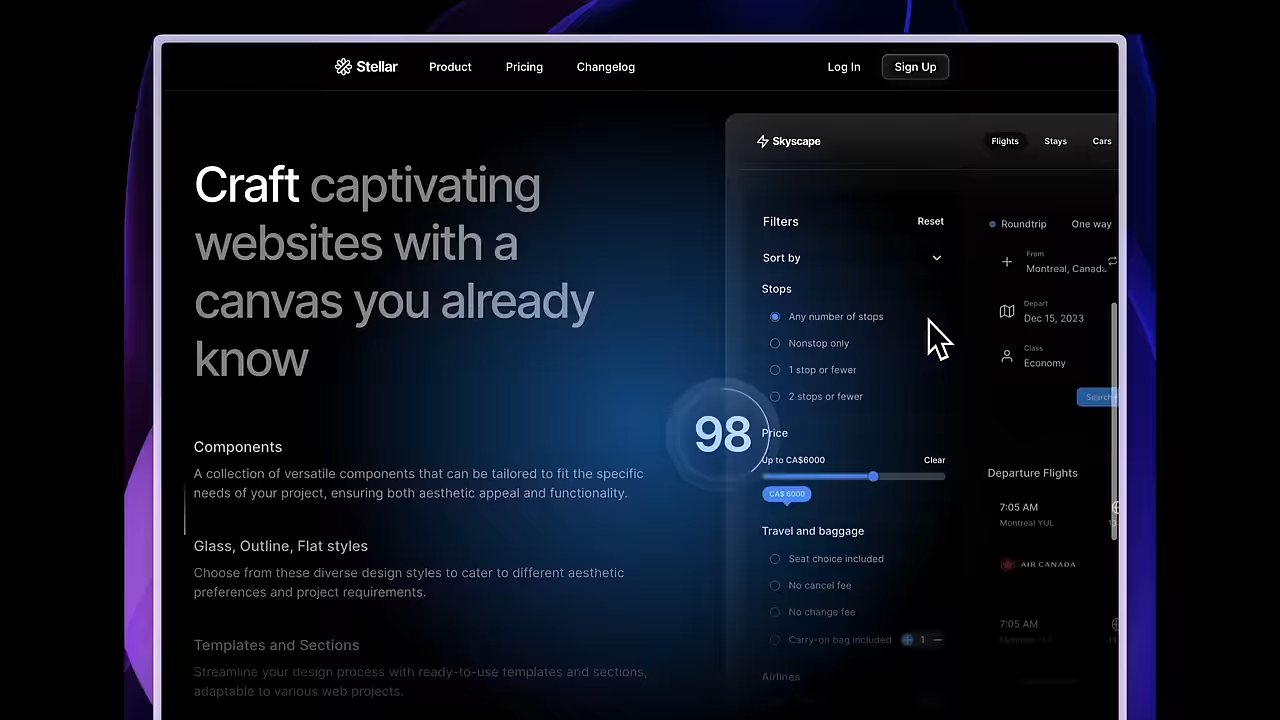 Stellar
Product
Pricing
Changelog
Log In
Sign Up
Craft captivating
websites with a
canvas you already
know
Components
A collection of versatile components that can be tailored to fit the specific
needs of your project, ensuring both aesthetic appeal and functionality.
Glass, Outline, Flat styles
Choose from these diverse design styles to cater to different aesthetic
preferences and project requirements.
Templates and Sections
Streamline your design process with ready-to-use templates and sections,
adaptable to various web projects.
98
Skyscape
Flights
Stays
Cars
Filters
Reset
Sort by
Stops
Any number of stops
Nonstop only
1 stop or fewer
2 stops or fewer
Price
Up to CA$6000
Clear
CA$ 6000
Travel and baggage
Seat choice included
No cancel fee
No change fee
Carry-on bag included
1
Airlines
Roundtrip
One way
From
Montreal, Canada
Depart
Dec 15, 2023
Class
Economy
Search
Departure Flights
7:05 AM
Montreal YUL
AIR CANADA
7:05 AM